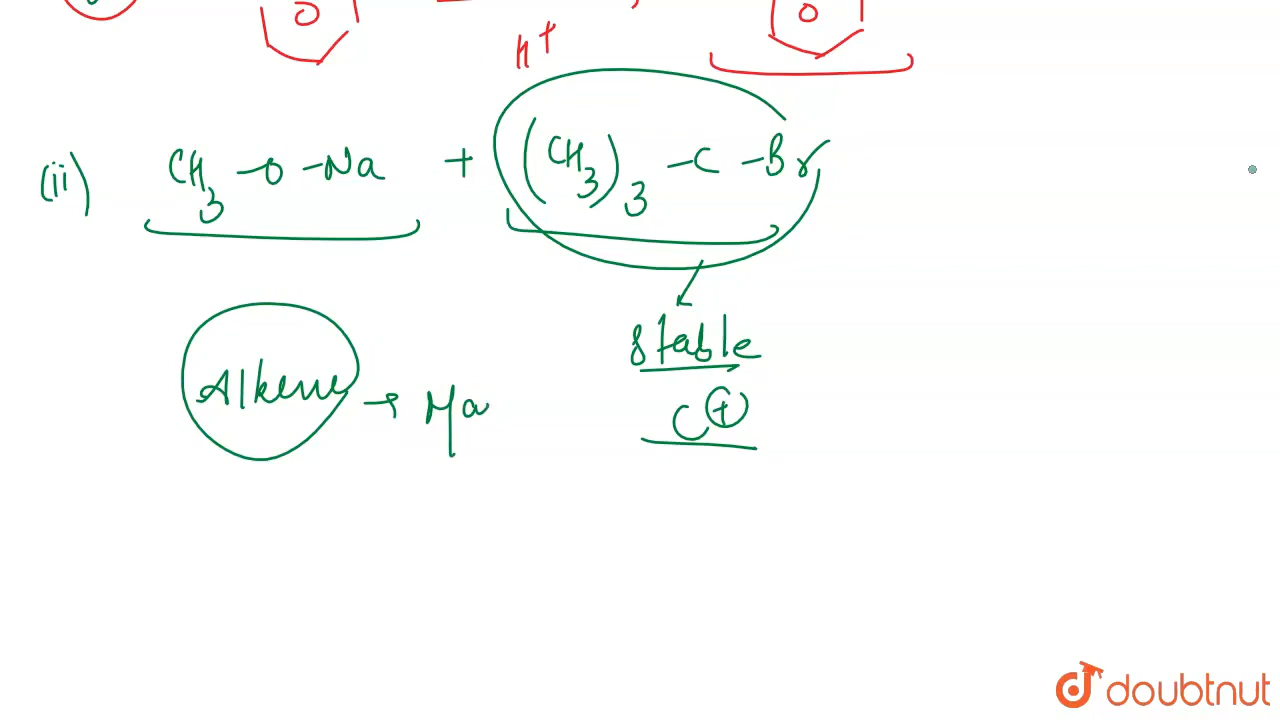 O O
H+
(ii) CH3-O-Na + (CH3)3-C-Br
Stable
Alkene → Ma
C+
doubtnut